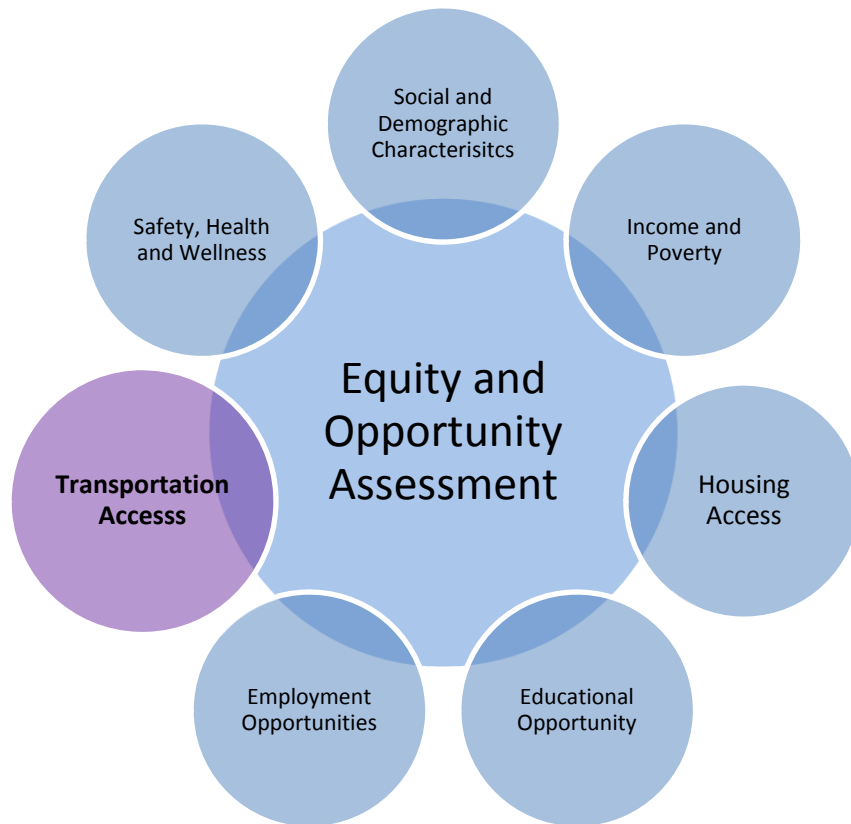 Social and
Demographic
Characterisitcs
Safety, Health
and Wellness
Income and
Poverty
Equity and
Opportunity
Assessment
Transportation
Accesss
Housing
Access
Employment
Opportunities
Educational
Opportunity